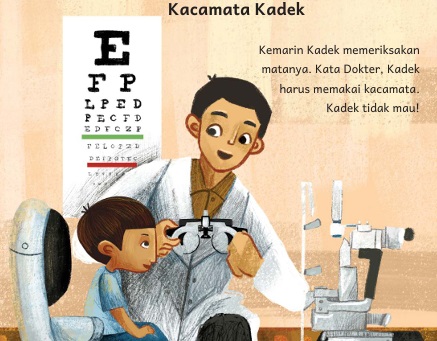 Kacamata Kadek
Kemarin Kadek memeriksakan
matanya. Kata Dokter, Kadek
harus memakai kacamata.
Kadek tidak mau!
E
F P
L P E D
P E C F D
E D F C Z P
F E L O P Z D
D E F P O T E C